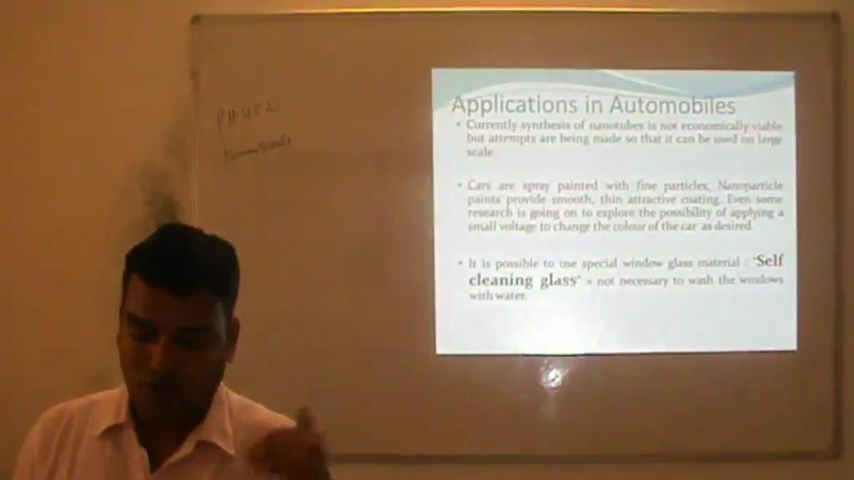 PH452
Applications in Automobiles
• Currently synthesis of nanotubes is not economically viable
but attempts are being made so that it can be used on large
scale.
• Cars are spray painted with fine particles. Nanoparticle
paints provide smooth, thin attractive coating. Even some
research is going on to explore the possibility of applying a
small voltage to change the colour of the car as desired.
• It is possible to use special window glass material : "Self
cleaning glass" = not necessary to wash the windows
with water.